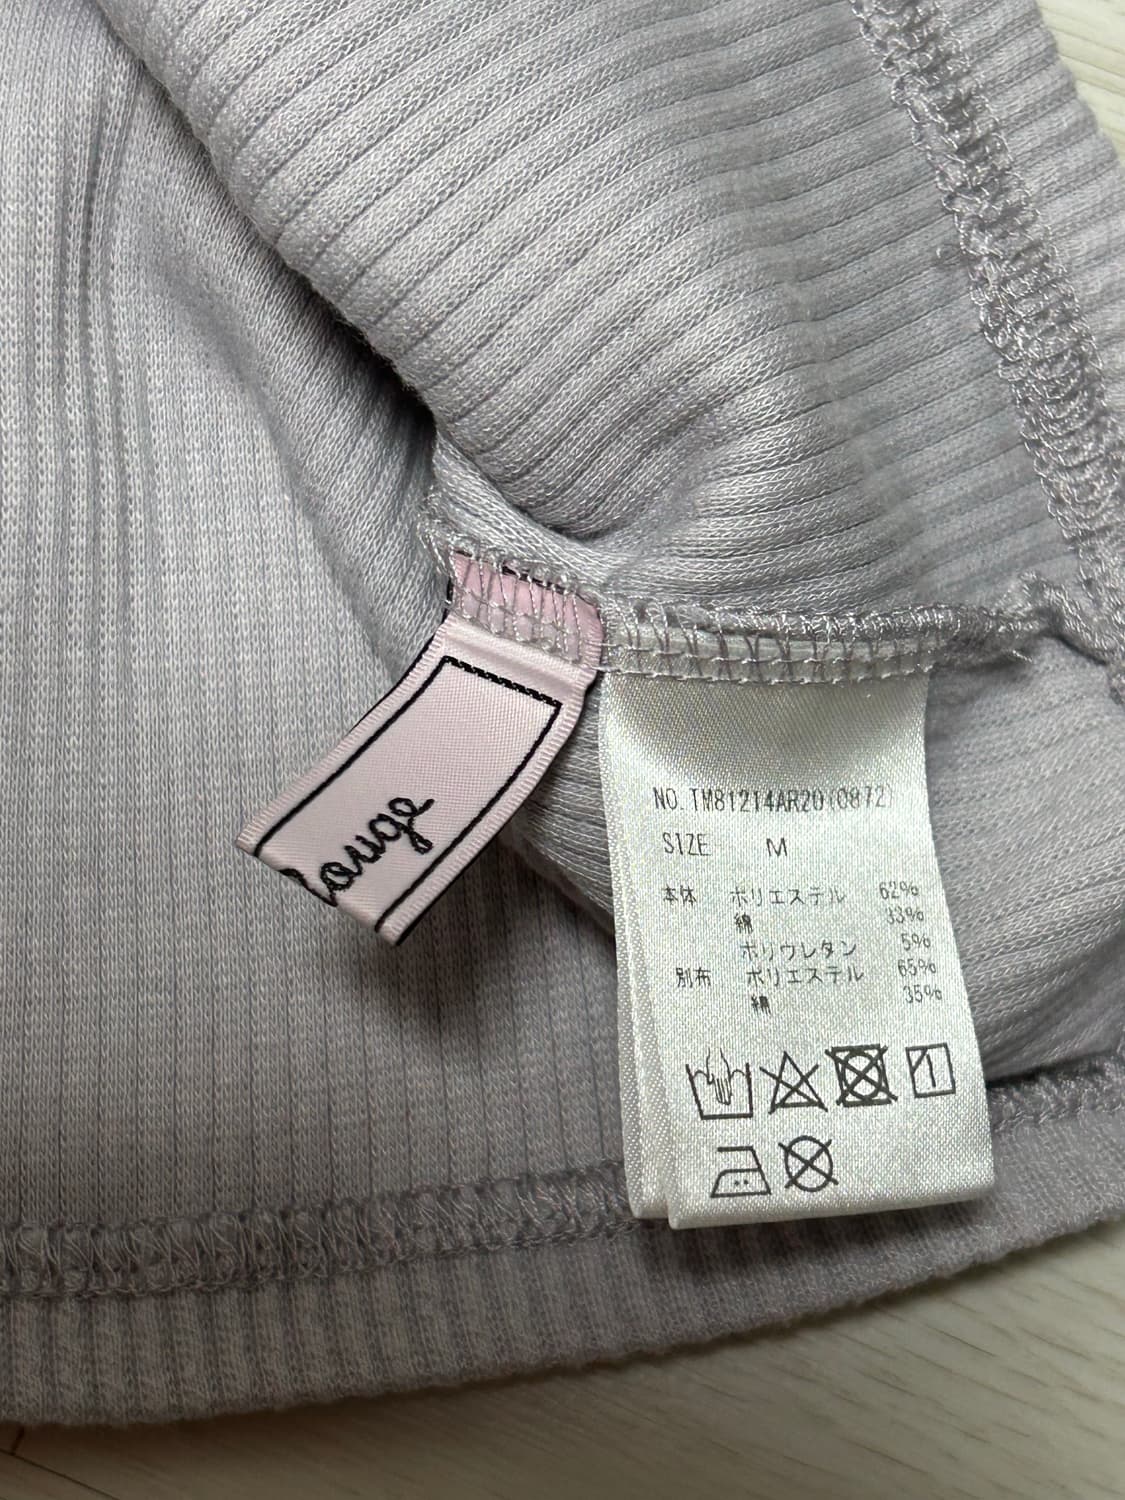 Rouge
NO. TM81214AR20(0872)
SIZE M
本体 ポリエステル 62%
綿 33%
ポリウレタン 5%
別布 ポリエステル 65%
綿 35%
1